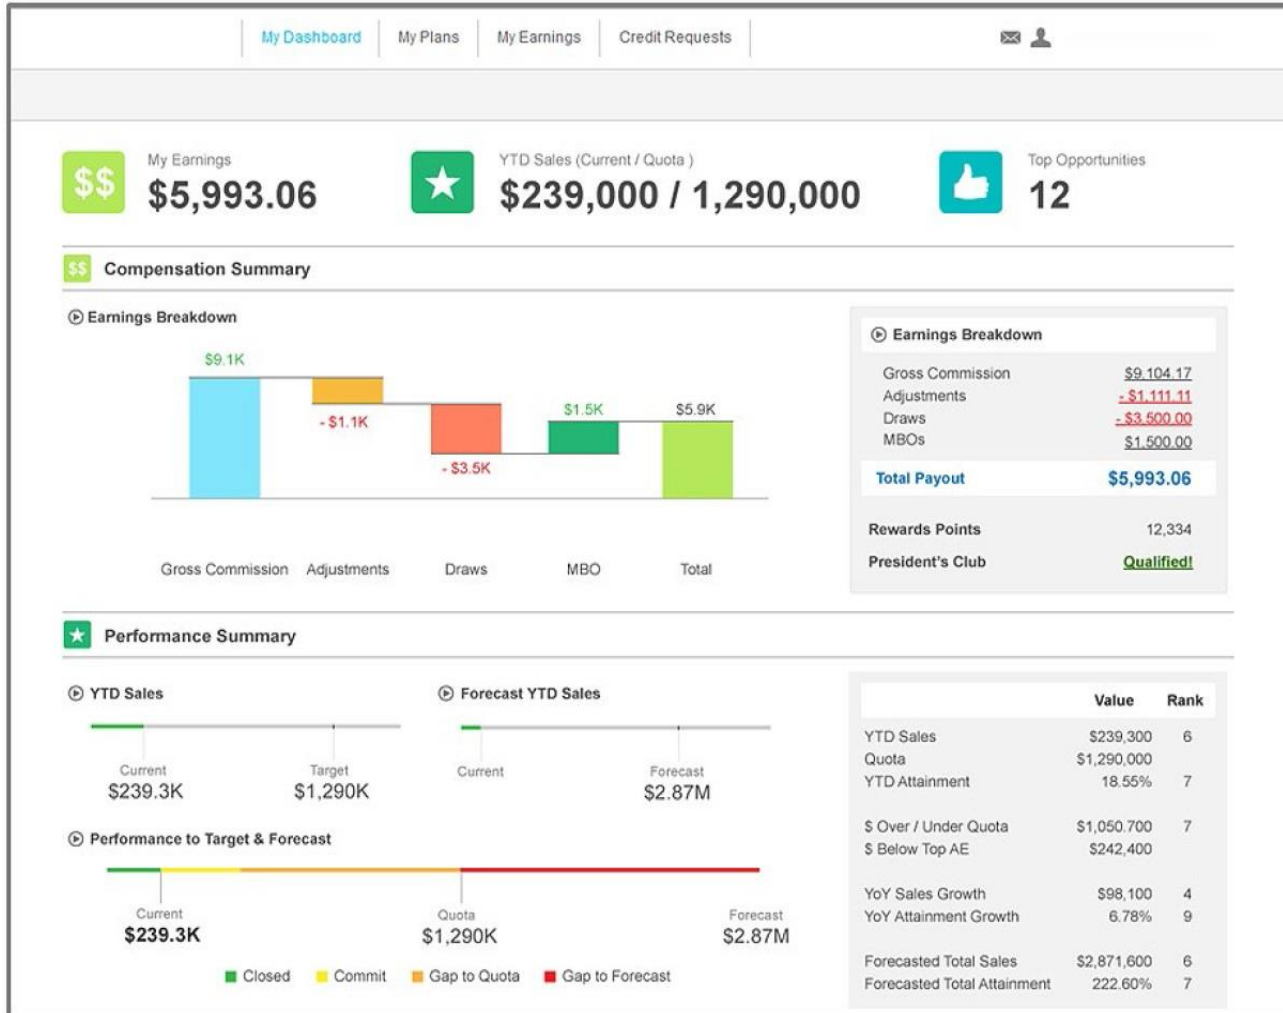 My Dashboard My Plans My Earnings Credit Requests
$$ My Earnings
$5,993.06
YTD Sales (Current / Quota )
$239,000 / 1,290,000
Top Opportunities
12
$$ Compensation Summary
Earnings Breakdown
$9.1K
- $1.1K
- $3.5K
$1.5K
$5.9K
Gross Commission Adjustments Draws MBO Total
Earnings Breakdown
Gross Commission $9,104.17
Adjustments - $1,111.11
Draws - $3,500.00
MBOs $1,500.00
Total Payout $5,993.06
Rewards Points 12,334
President's Club Qualified!
Performance Summary
YTD Sales
Current Target
$239.3K $1,290K
Forecast YTD Sales
Current Forecast
$2.87M
Performance to Target & Forecast
Current Quota Forecast
$239.3K $1,290K $2.87M
Closed Commit Gap to Quota Gap to Forecast
Value Rank
YTD Sales $239,300 6
Quota $1,290,000
YTD Attainment 18.55% 7
$ Over / Under Quota $1,050.700 7
$ Below Top AE $242,400
YoY Sales Growth $98,100 4
YoY Attainment Growth 6.78% 9
Forecasted Total Sales $2,871,600 6
Forecasted Total Attainment 222.60% 7